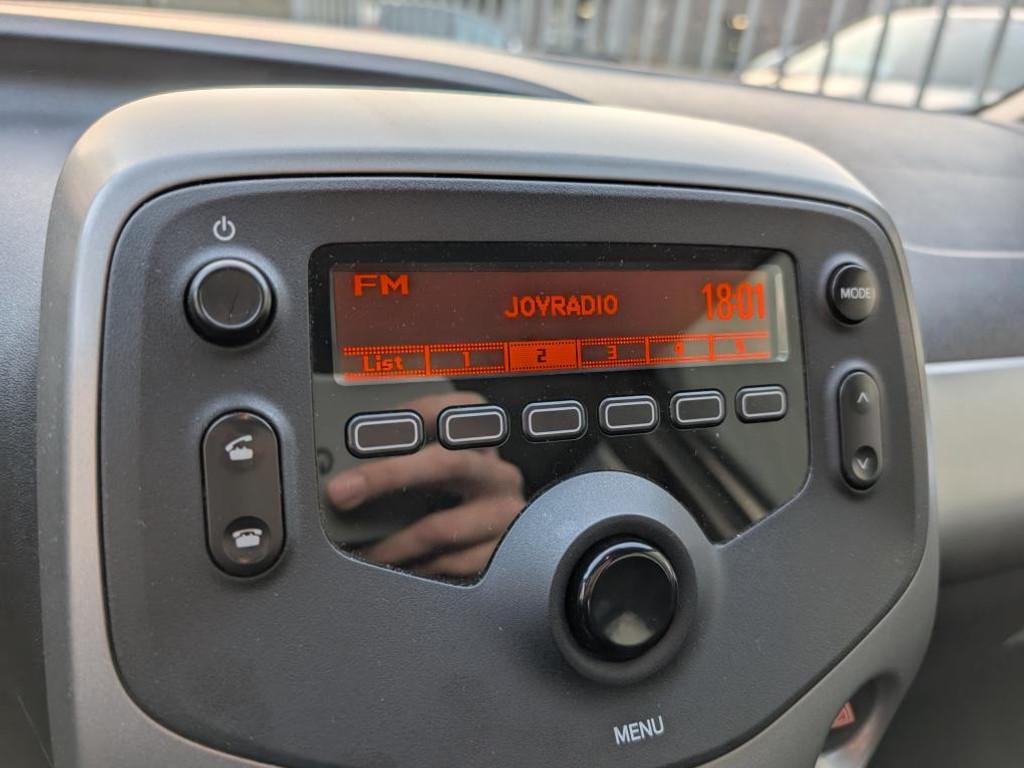 FM
JOYRADIO
18:01
List 1 2 3 4 5
MODE
MENU